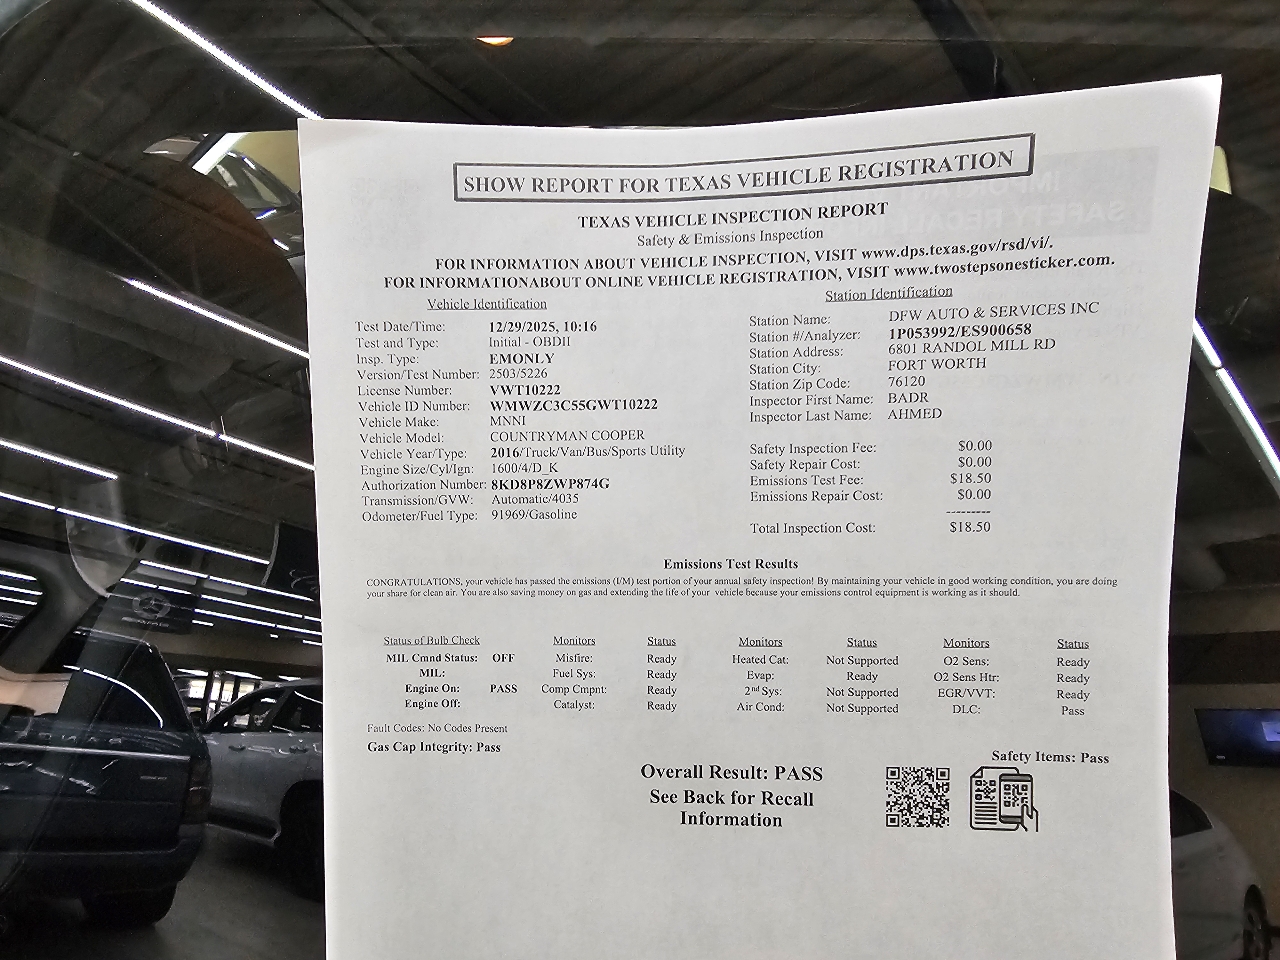 SHOW REPORT FOR TEXAS VEHICLE REGISTRATION
TEXAS VEHICLE INSPECTION REPORT
Safety & Emissions Inspection
FOR INFORMATION ABOUT VEHICLE INSPECTION, VISIT www.dps.texas.gov/rsd/vi/.
FOR INFORMATIONABOUT ONLINE VEHICLE REGISTRATION, VISIT www.twostepsonesticker.com.
Vehicle Identification
Test Date/Time: 12/29/2025, 10:16
Test and Type: Initial - OBDII
Insp. Type: EMONLY
Version/Test Number: 2503/5226
License Number: VWT10222
Vehicle ID Number: WMWZC3C55GWT10222
Vehicle Make: MNNI
Vehicle Model: COUNTRYMAN COOPER
Vehicle Year/Type: 2016/Truck/Van/Bus/Sports Utility
Engine Size/Cyl/Ign: 1600/4/D_K
Authorization Number: 8KD8P8ZWP874G
Transmission/GVW: Automatic/4035
Odometer/Fuel Type: 91969/Gasoline
Station Identification
Station Name: DFW AUTO & SERVICES INC
Station #/Analyzer: 1P053992/ES900658
Station Address: 6801 RANDOL MILL RD
Station City: FORT WORTH
Station Zip Code: 76120
Inspector First Name: BADR
Inspector Last Name: AHMED
Safety Inspection Fee: $0.00
Safety Repair Cost: $0.00
Emissions Test Fee: $18.50
Emissions Repair Cost: $0.00
---------
Total Inspection Cost: $18.50
Emissions Test Results
CONGRATULATIONS, your vehicle has passed the emissions (I/M) test portion of your annual safety inspection! By maintaining your vehicle in good working condition, you are doing
your share for clean air. You are also saving money on gas and extending the life of your vehicle because your emissions control equipment is working as it should.
Status of Bulb Check Monitors Status Monitors Status Monitors Status
MIL Cmnd Status: OFF Misfire: Ready Heated Cat: Not Supported O2 Sens: Ready
MIL: Fuel Sys: Ready Evap: Ready O2 Sens Htr: Ready
Engine On: PASS Comp Cmpnt: Ready 2nd Sys: Not Supported EGR/VVT: Ready
Engine Off: Catalyst: Ready Air Cond: Not Supported DLC: Pass
Fault Codes: No Codes Present
Gas Cap Integrity: Pass
Safety Items: Pass
Overall Result: PASS
See Back for Recall
Information